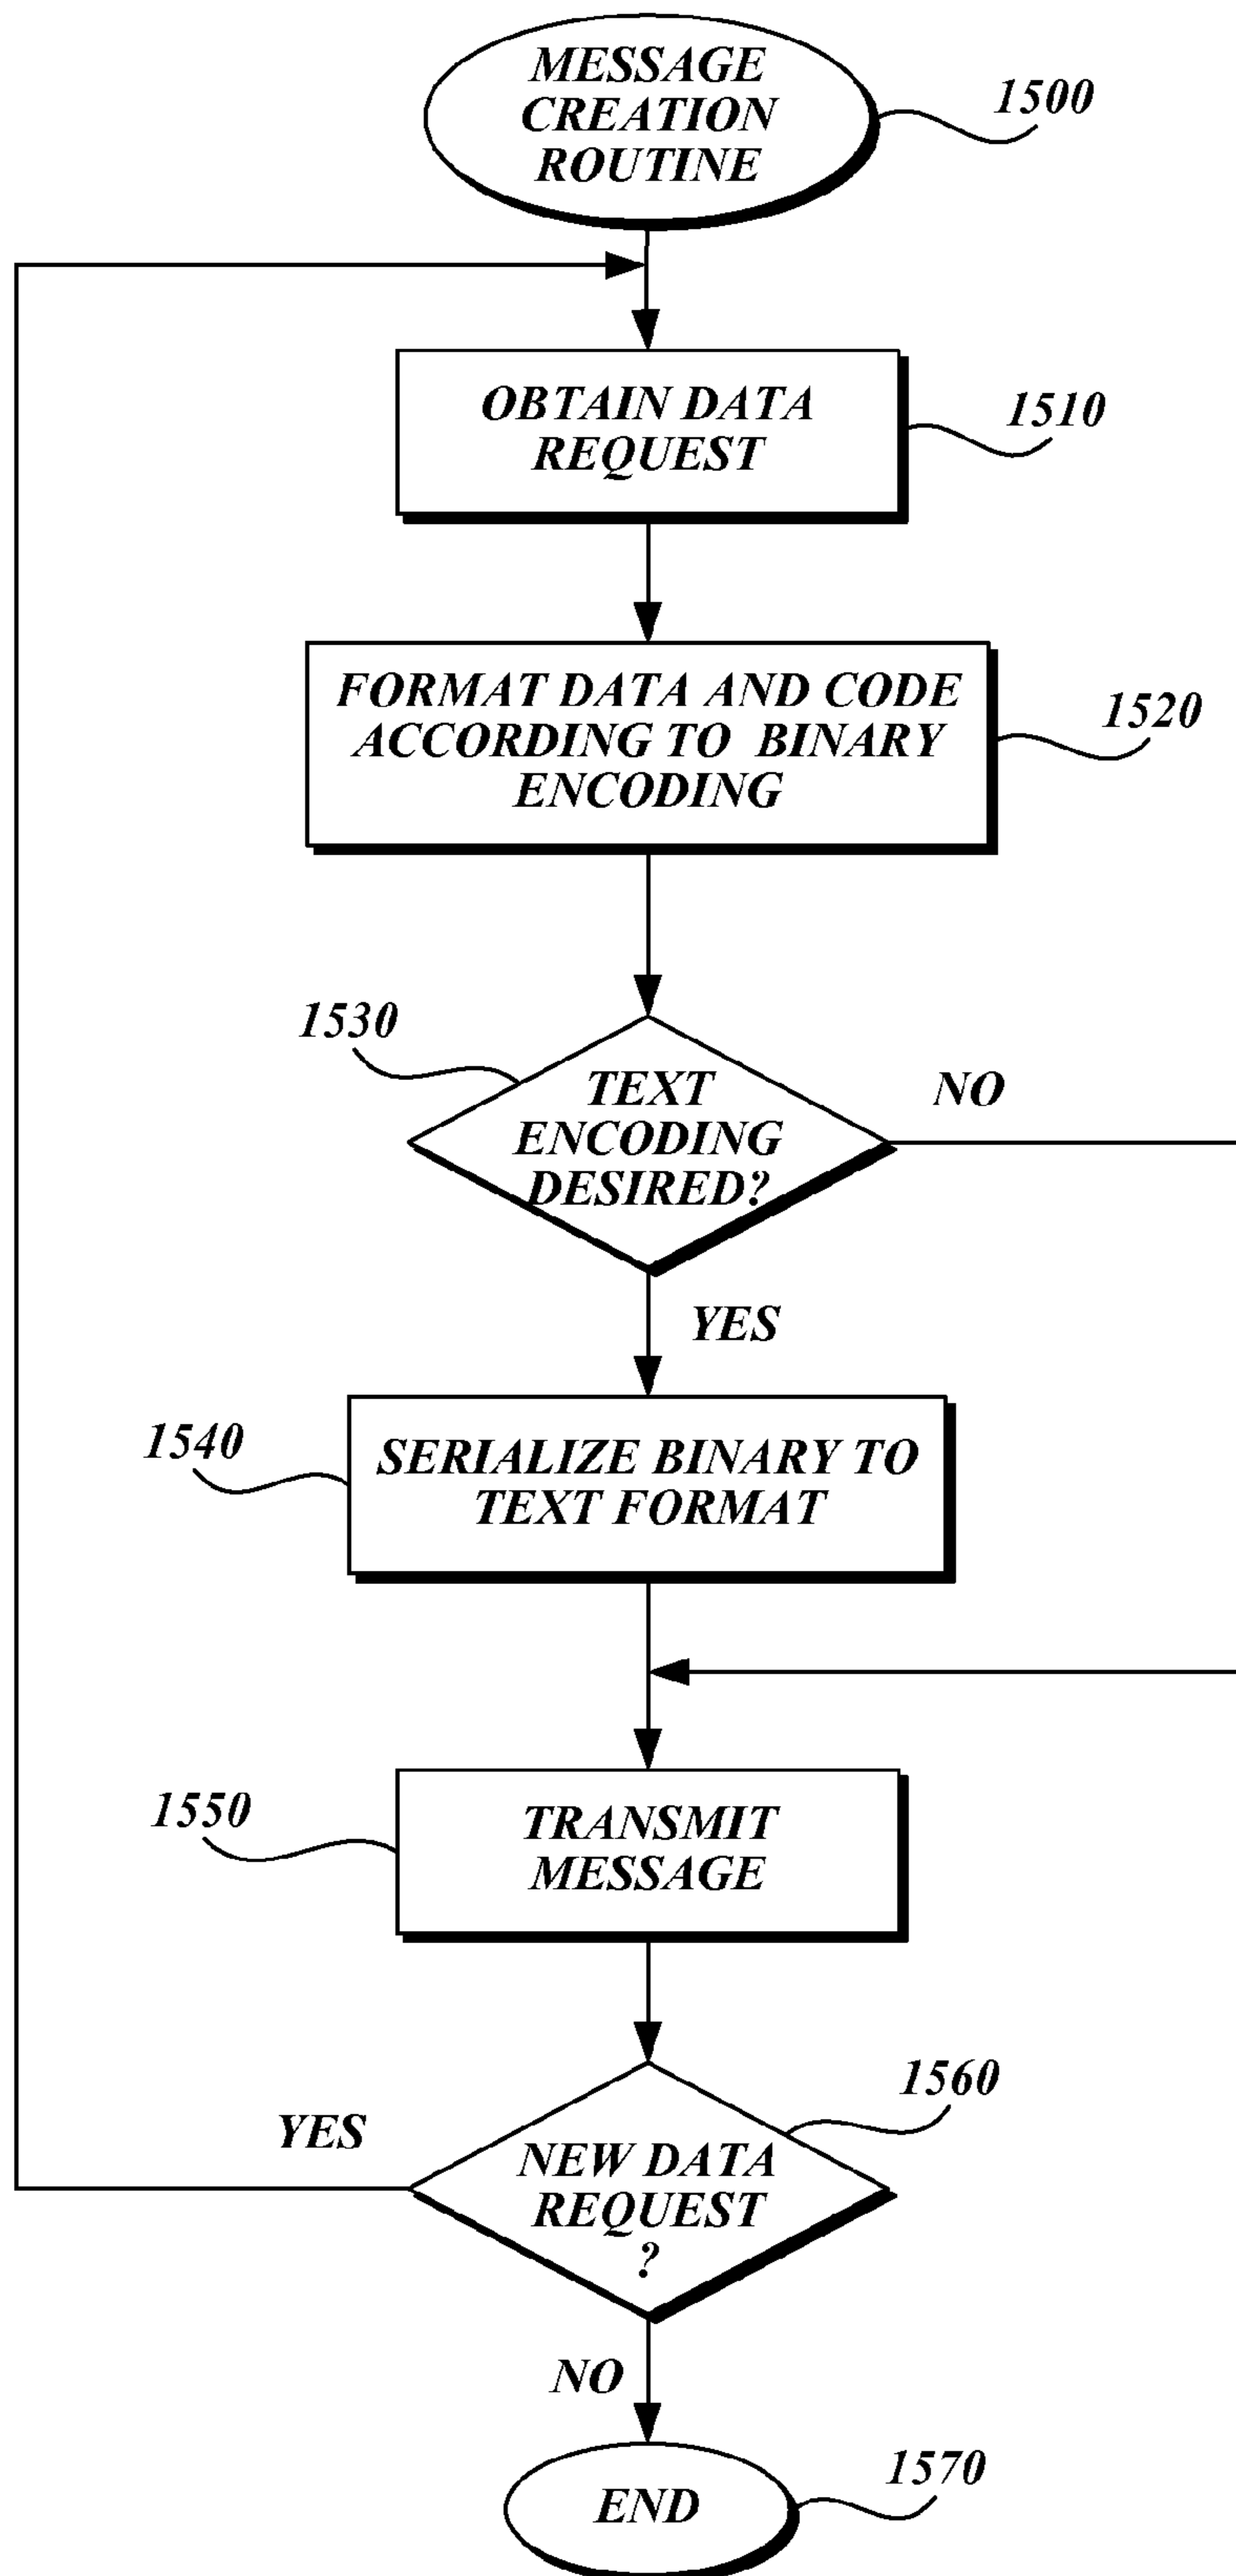 MESSAGE
CREATION
ROUTINE
1500
OBTAIN DATA
REQUEST
1510
FORMAT DATA AND CODE
ACCORDING TO BINARY
ENCODING
1520
1530
TEXT
ENCODING
DESIRED?
NO
YES
1540
SERIALIZE BINARY TO
TEXT FORMAT
1550
TRANSMIT
MESSAGE
1560
YES
NEW DATA
REQUEST
?
NO
END
1570